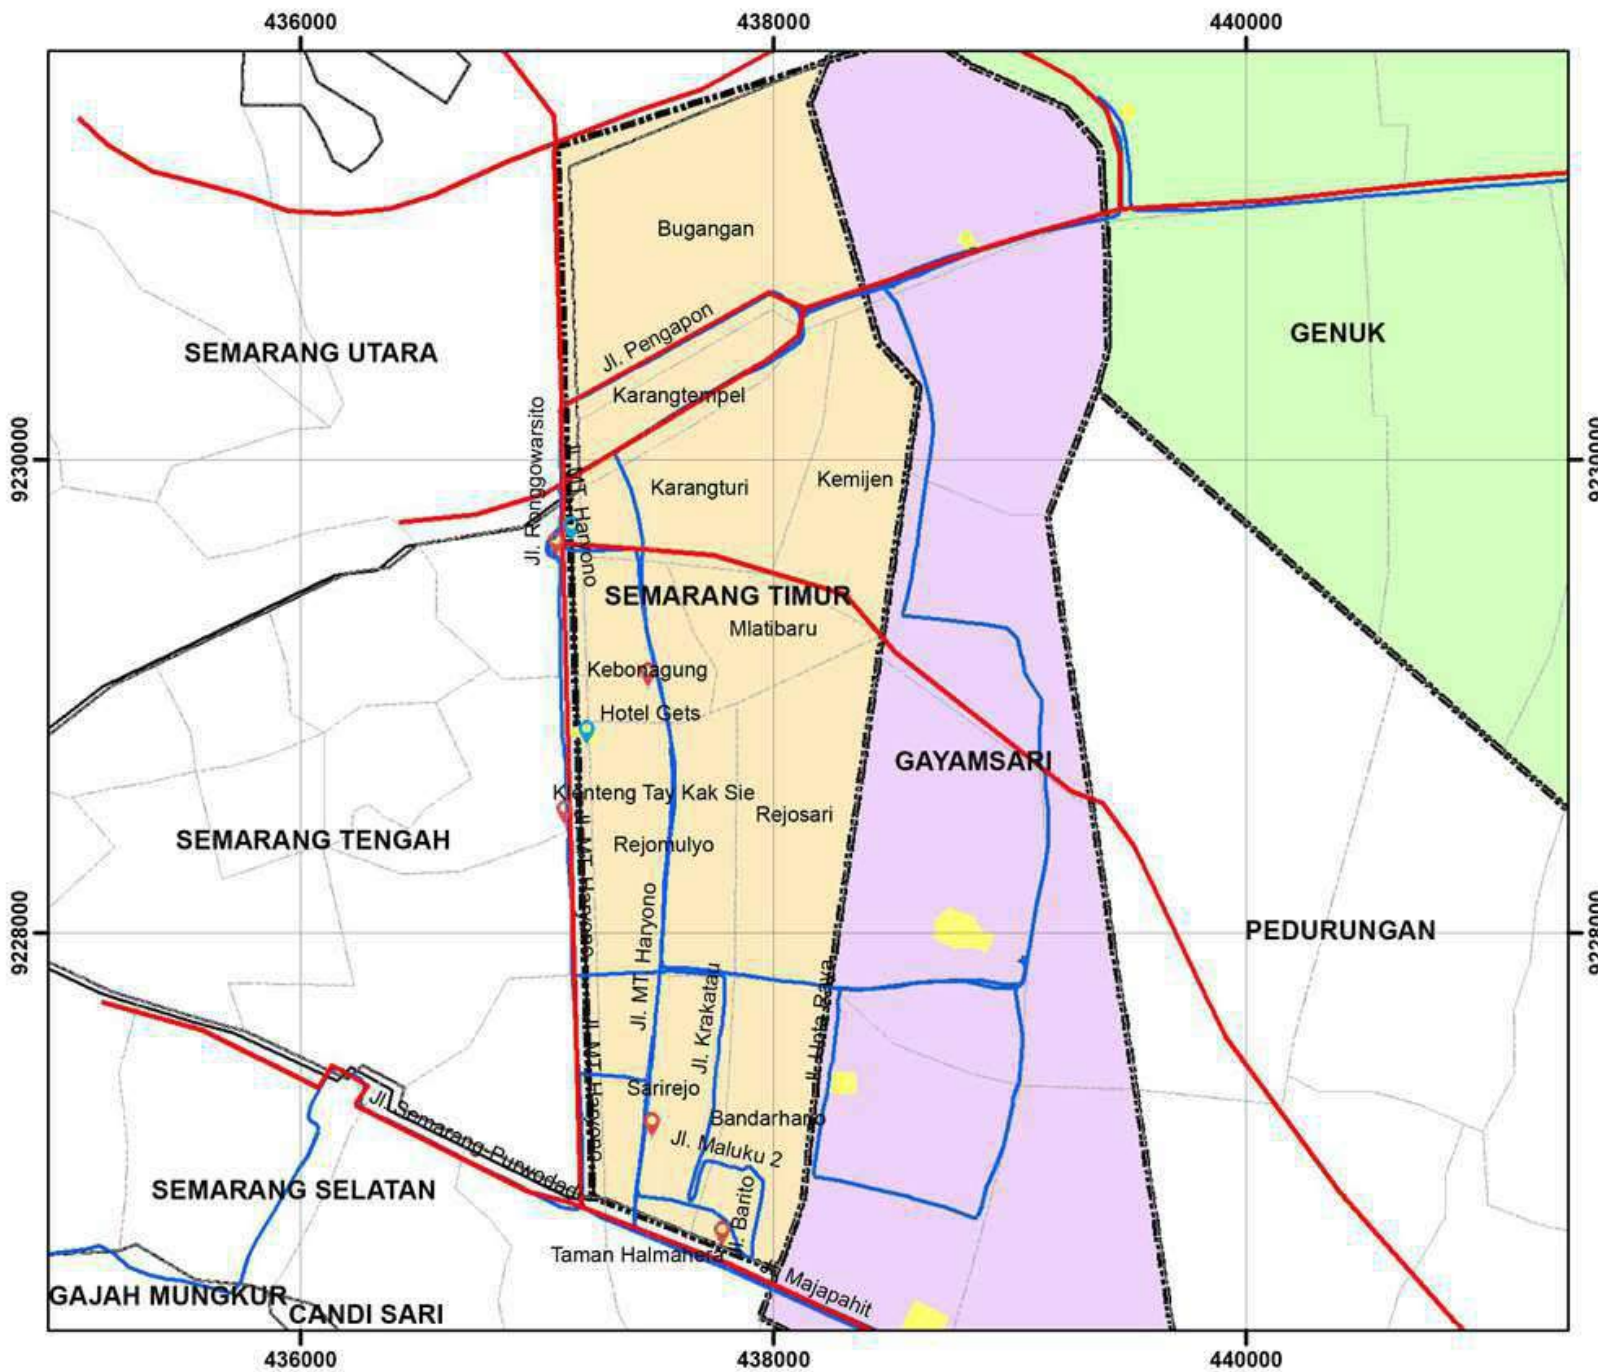 436000
438000
440000
Bugangan
GENUK
Jl. Pengapon
SEMARANG UTARA
Karangtempel
Jl. Ronggowarsito
9230000
9230000
Jl. MT. Haryono
Karangturi
Kemijen
SEMARANG TIMUR
Mlatibaru
Kebonagung
Hotel Gets
GAYAMSARI
Klenteng Tay Kak Sie
Rejosari
SEMARANG TENGAH
Rejomulyo
Jl. MT. Haryono
Jl. MT. Haryono
9228000
PEDURUNGAN
9228000
Jl. Krakatau
Jl. Unta Raya
Jl. MT. Haryono
Sarirejo
Bandarharjo
Jl. Semarang-Purwodadi
Jl. Maluku 2
SEMARANG SELATAN
Jl. Barito
Taman Halmahera
Jl. Majapahit
GAJAH MUNGKUR
CANDI SARI
436000
438000
440000